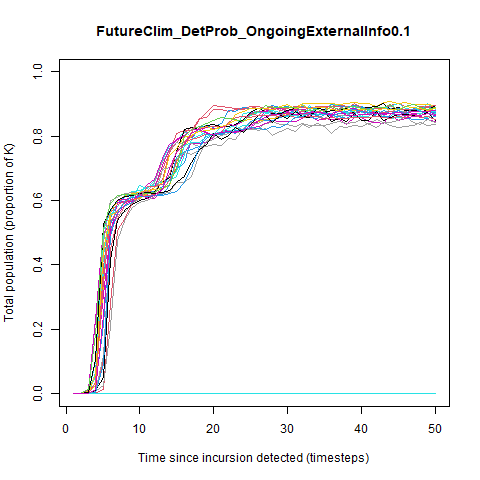 FutureClim_DetProb_OngoingExternalInfo0.1
Total population (proportion of K)
1.0
0.8
0.6
0.4
0.2
0.0
0 10 20 30 40 50
Time since incursion detected (timesteps)